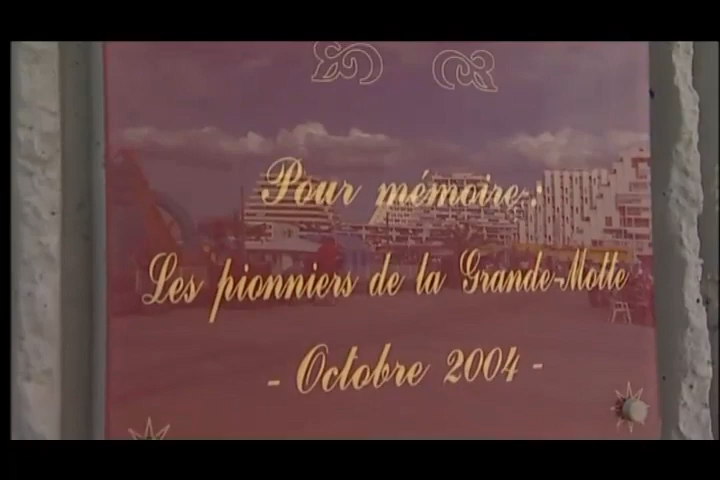 Pour mémoire :
Les pionniers de la Grande-Motte
- Octobre 2004 -